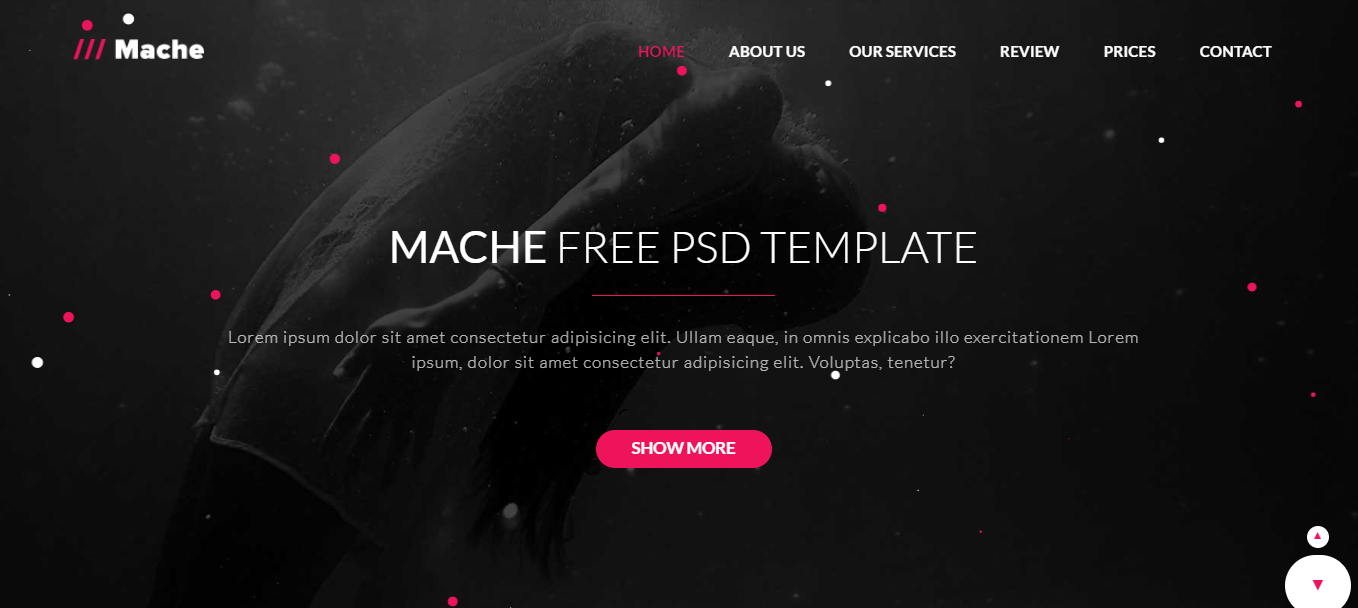 /// Mache
HOME ABOUT US OUR SERVICES REVIEW PRICES CONTACT
MACHE FREE PSD TEMPLATE
Lorem ipsum dolor sit amet consectetur adipisicing elit. Ullam eaque, in omnis explicabo illo exercitationem Lorem
ipsum, dolor sit amet consectetur adipisicing elit. Voluptas, tenetur?
SHOW MORE